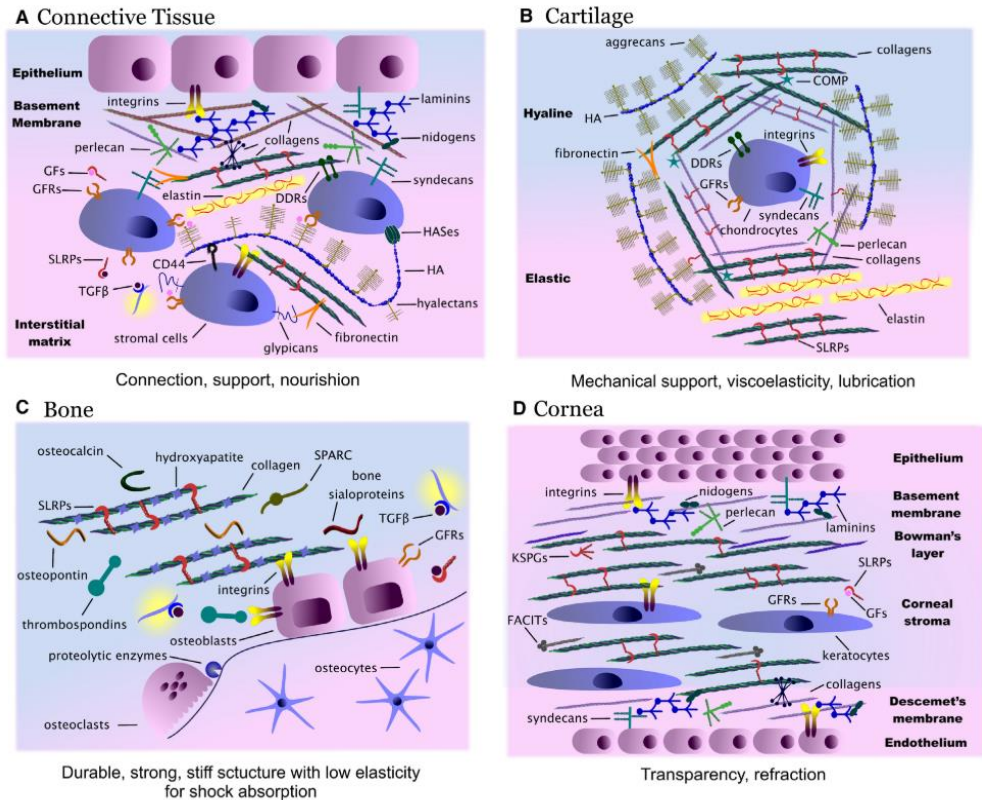 A Connective Tissue
Epithelium
Basement
Membrane
integrins
laminins
perlecan
collagens
nidogens
GFs
GFRs
elastin
DDRs
syndecans
HASes
SLRPs
CD44
HA
TGFβ
hyalectans
Interstitial
matrix
stromal cells
glypicans
fibronectin
Connection, support, nourishion
B Cartilage
aggrecans
collagens
COMP
Hyaline
HA
integrins
fibronectin
DDRs
GFRs
syndecans
chondrocytes
perlecan
collagens
Elastic
elastin
SLRPs
Mechanical support, viscoelasticity, lubrication
C Bone
osteocalcin
hydroxyapatite
collagen
SPARC
bone
sialoproteins
SLRPs
TGFβ
GFRs
osteopontin
integrins
thrombospondins
osteoblasts
proteolytic enzymes
osteocytes
osteoclasts
Durable, strong, stiff sctucture with low elasticity
for shock absorption
D Cornea
Epithelium
integrins
nidogens
Basement
membrane
perlecan
laminins
Bowman's
layer
KSPGs
SLRPs
GFRs
GFs
Corneal
stroma
FACITs
keratocytes
collagens
Descemet's
membrane
syndecans
Endothelium
Transparency, refraction